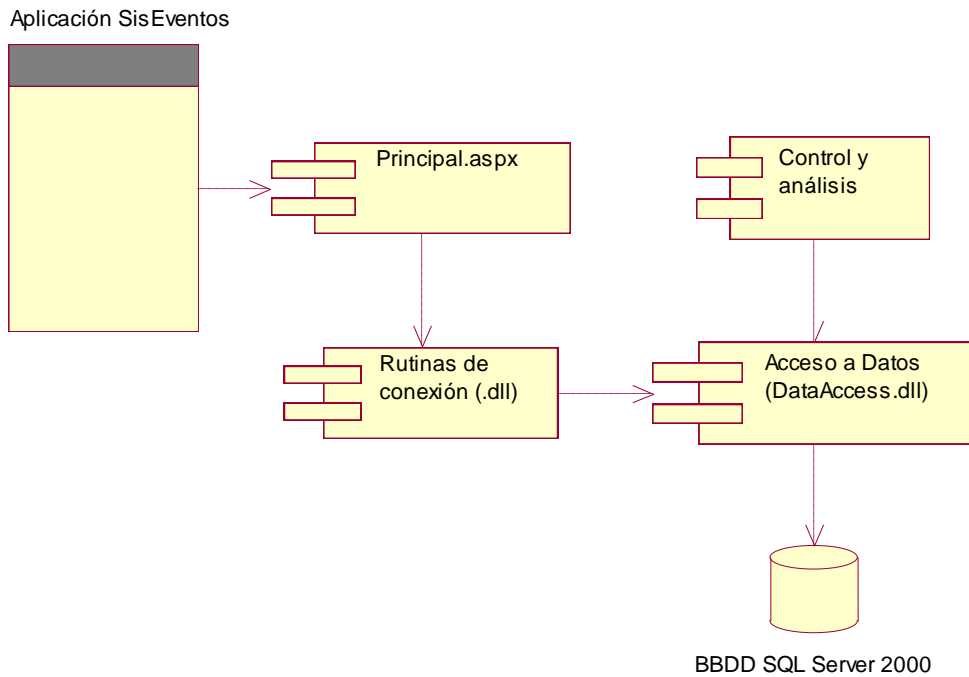 Aplicación SisEventos
Principal.aspx
Control y
análisis
Rutinas de
conexión (.dll)
Acceso a Datos
(DataAccess.dll)
BBDD SQL Server 2000